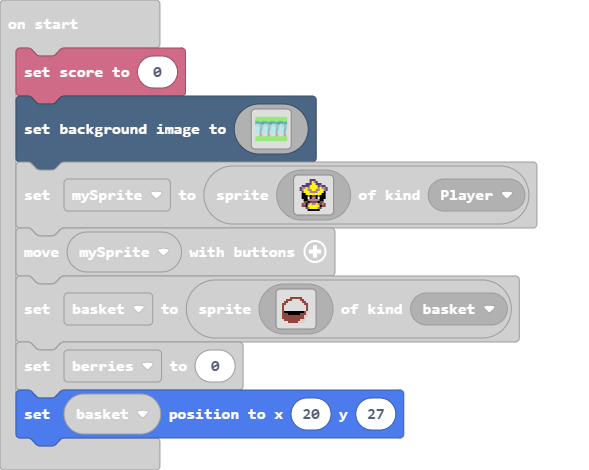 on start
set score to 0
set background image to
set mySprite to sprite of kind Player
move mySprite with buttons
set basket to sprite of kind basket
set berries to 0
set basket position to x 20 y 27